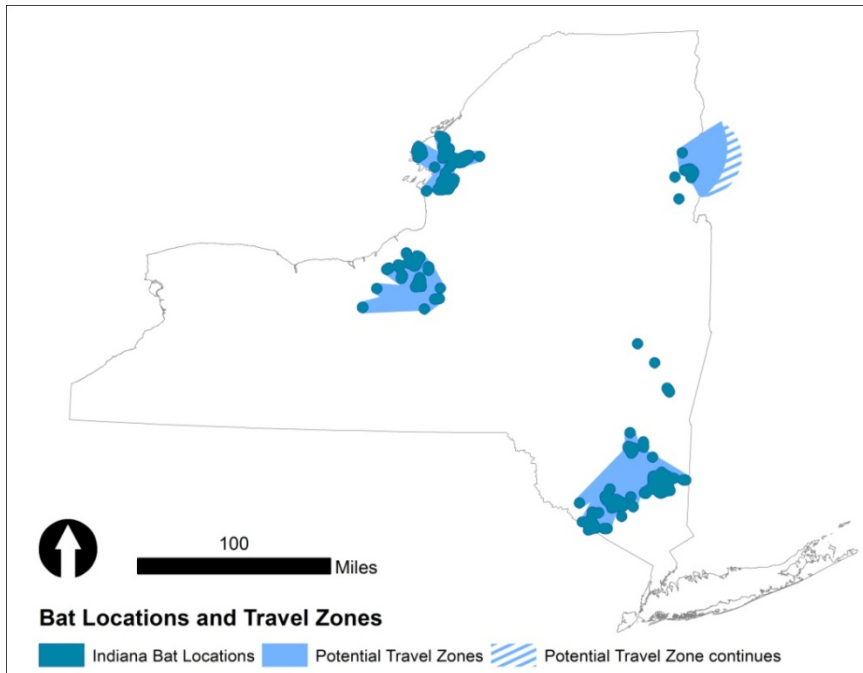 100
Miles
Bat Locations and Travel Zones
Indiana Bat Locations Potential Travel Zones Potential Travel Zone continues